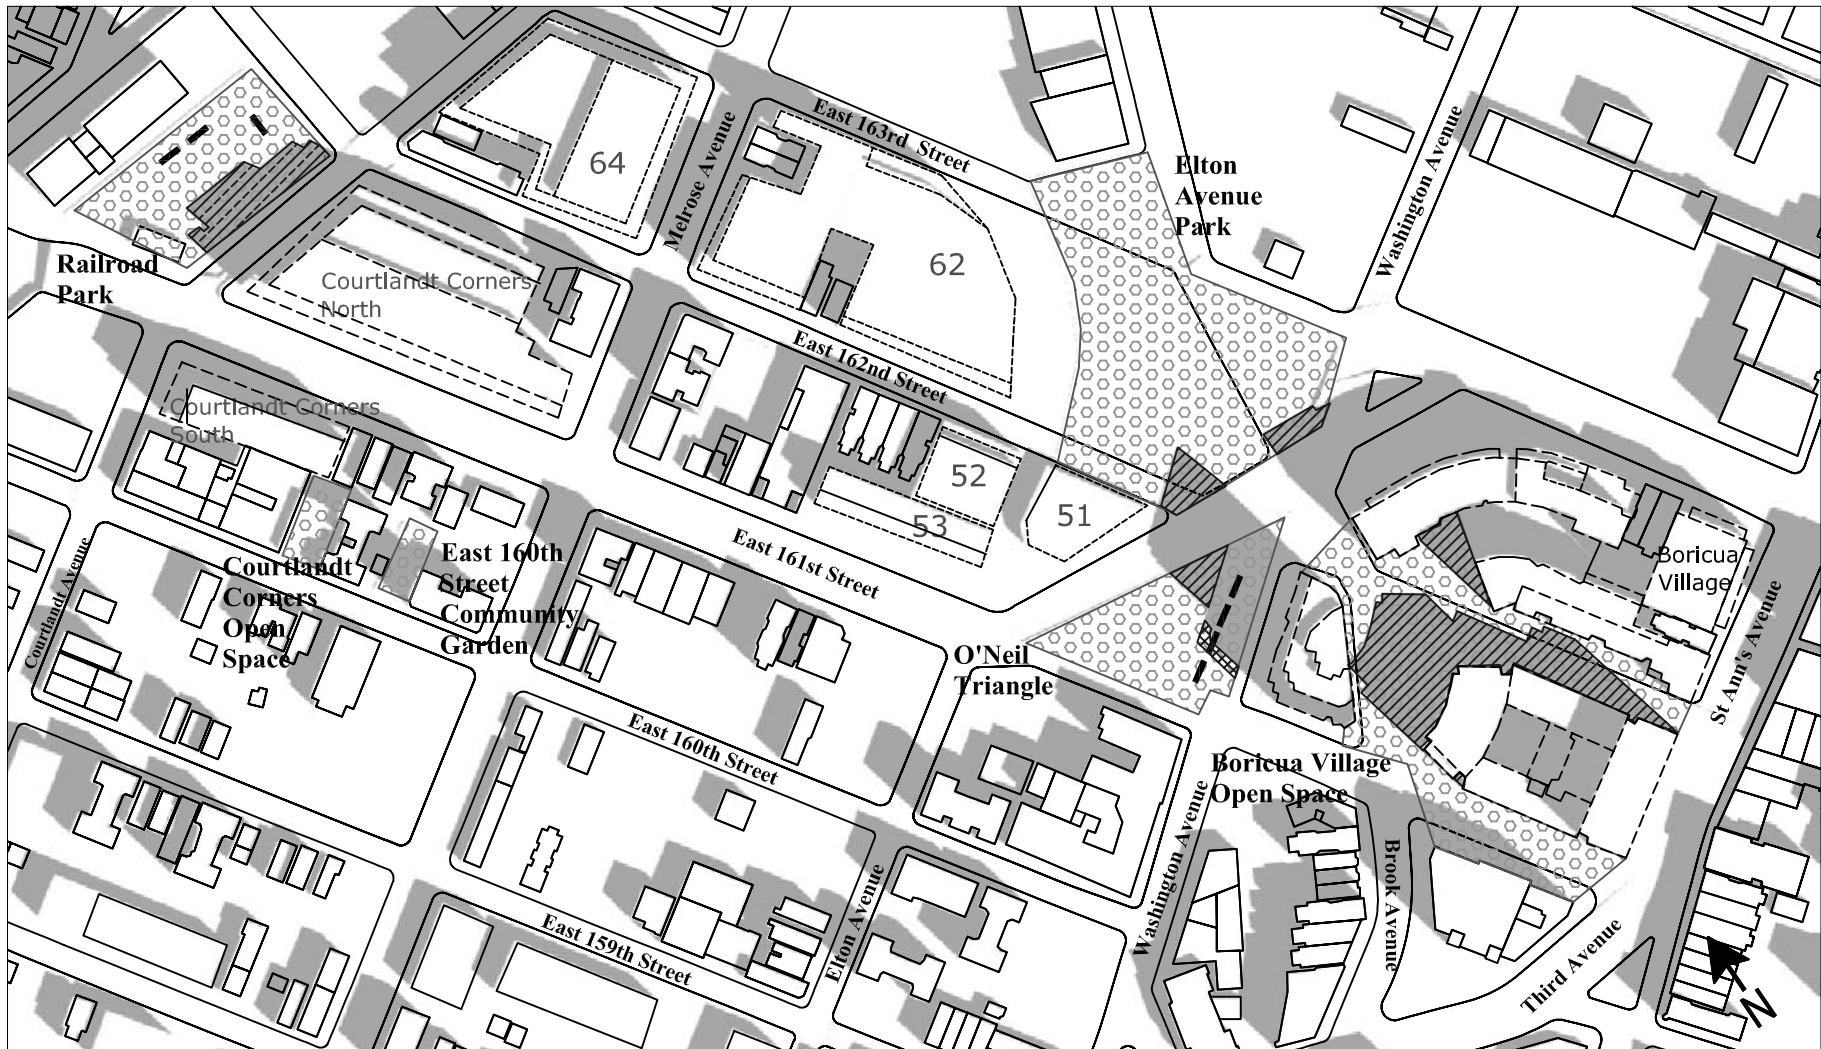 East 163rd Street
Melrose Avenue
64
62
Elton
Avenue
Park
Washington Avenue
Railroad
Park
Courtlandt Corners
North
East 162nd Street
Courtlandt Corners
South
52
53
51
Courtlandt Avenue
Courtlandt
Corners
Open
Space
East 160th
Street
Community
Garden
East 161st Street
O'Neil
Triangle
Boricua
Village
St Ann's Avenue
East 160th Street
Boricua Village
Open Space
Washington Avenue
Brook Avenue
Elton Avenue
East 159th Street
Third Avenue
N